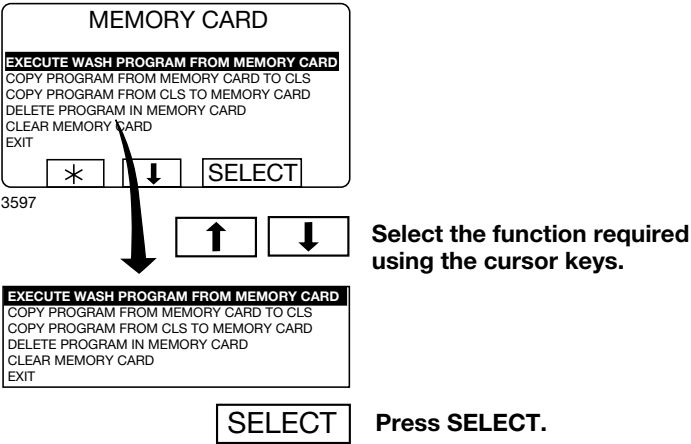 MEMORY CARD
EXECUTE WASH PROGRAM FROM MEMORY CARD
COPY PROGRAM FROM MEMORY CARD TO CLS
COPY PROGRAM FROM CLS TO MEMORY CARD
DELETE PROGRAM IN MEMORY CARD
CLEAR MEMORY CARD
EXIT
SELECT
3597
Select the function required
using the cursor keys.
EXECUTE WASH PROGRAM FROM MEMORY CARD
COPY PROGRAM FROM MEMORY CARD TO CLS
COPY PROGRAM FROM CLS TO MEMORY CARD
DELETE PROGRAM IN MEMORY CARD
CLEAR MEMORY CARD
EXIT
SELECT
Press SELECT.